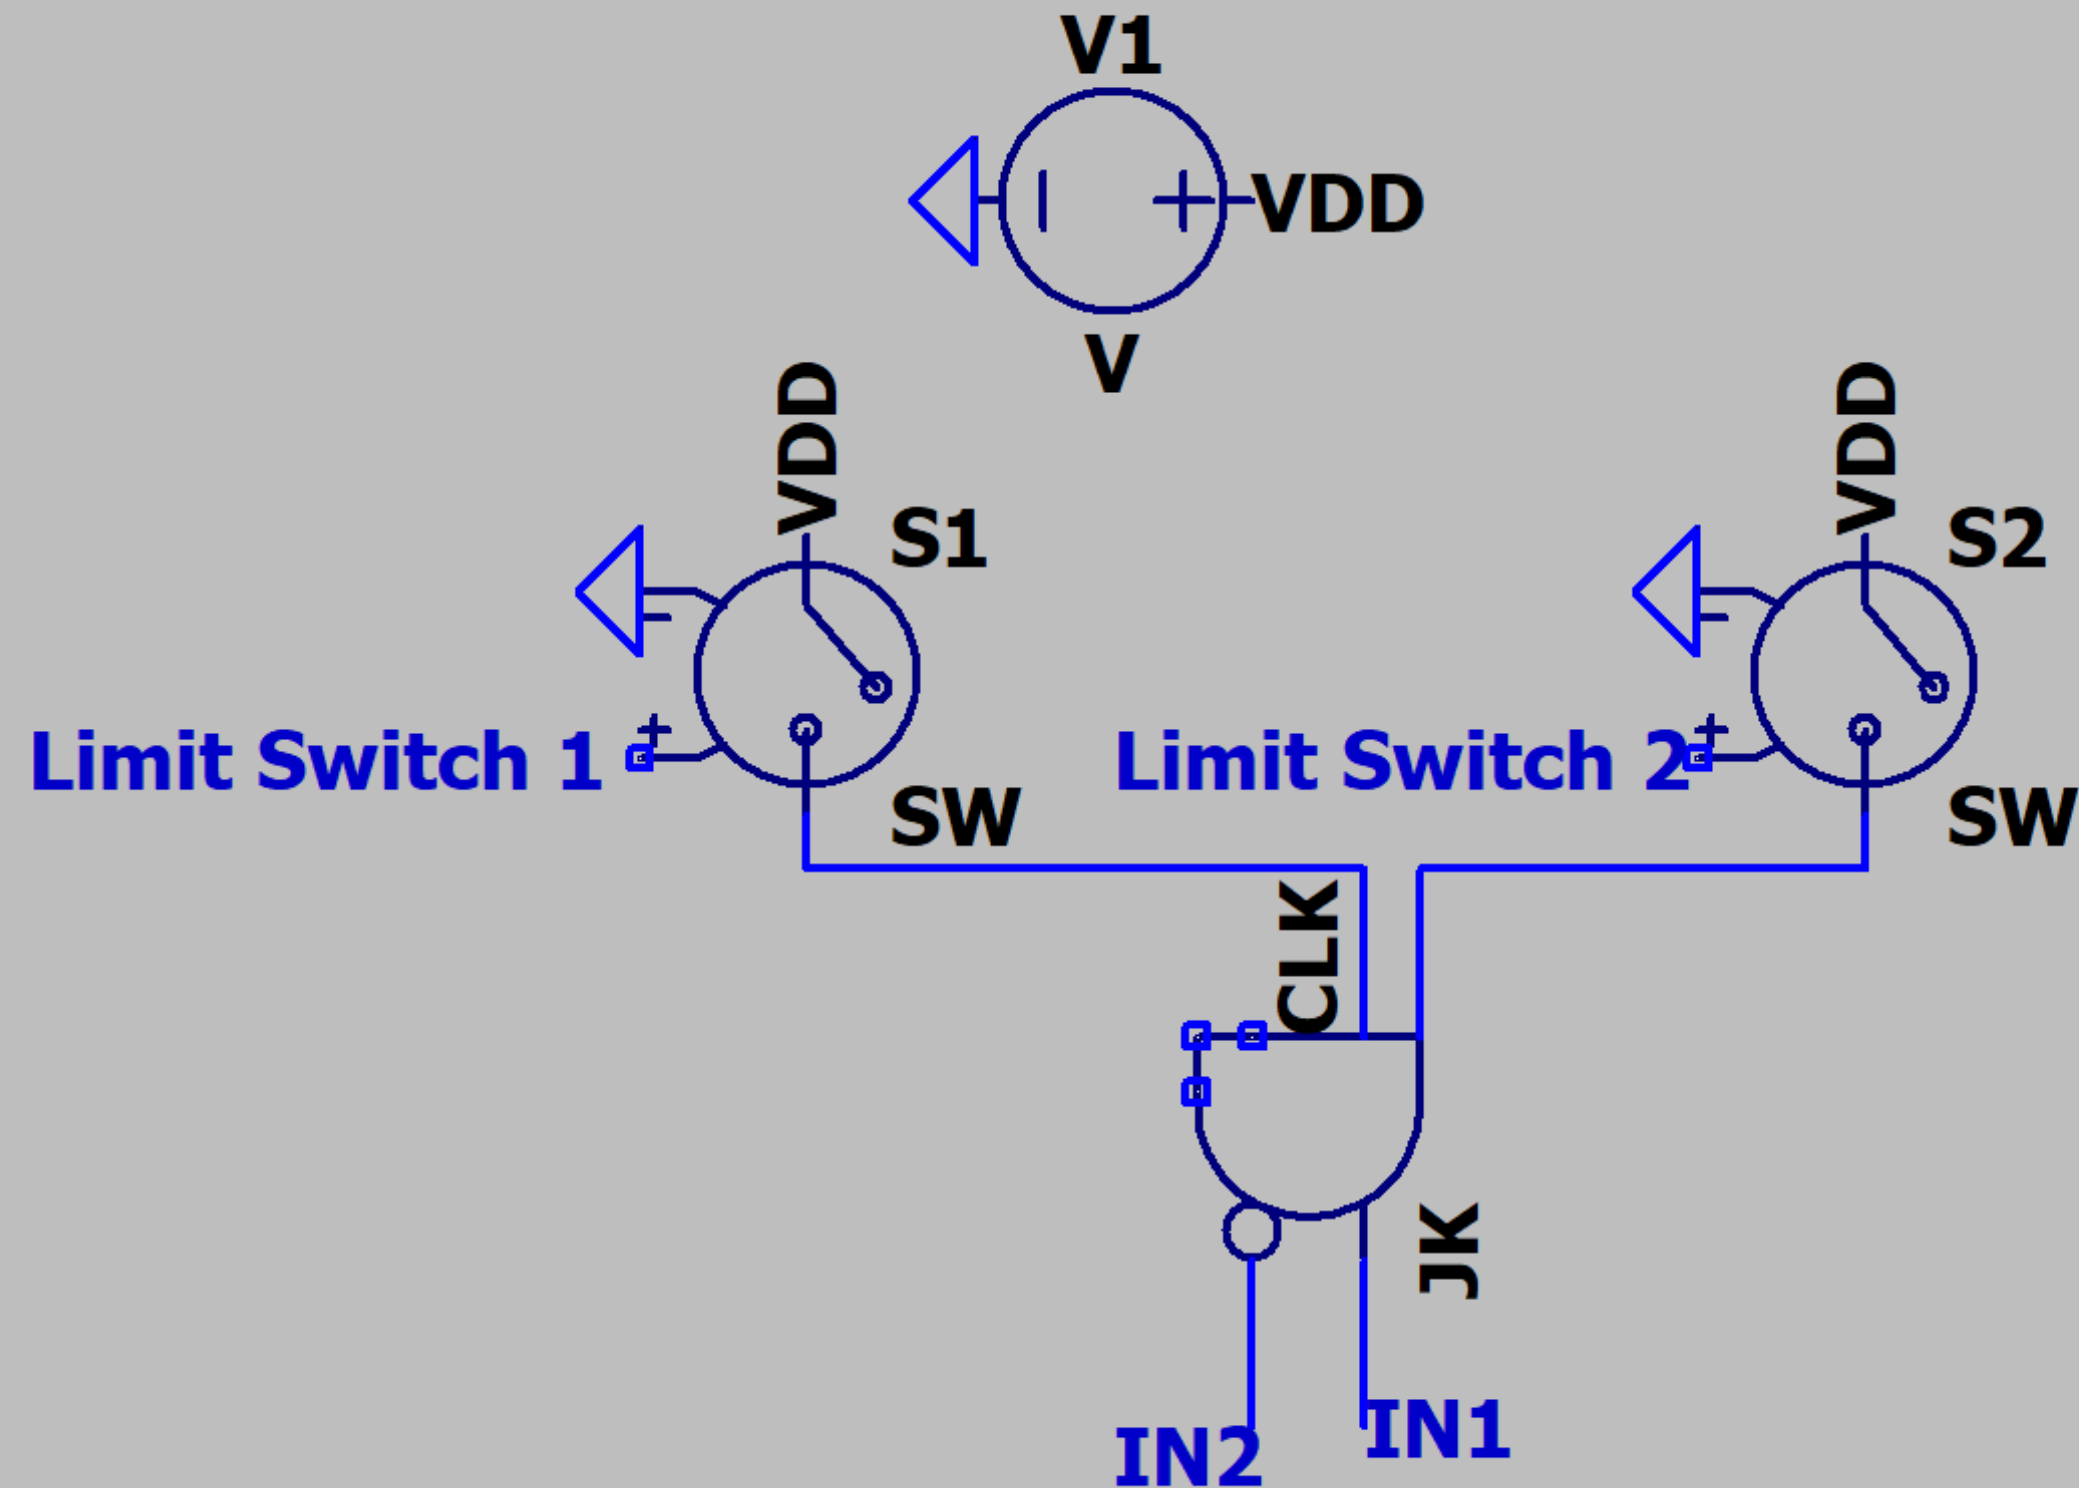 V1
VDD
V
VDD
S1
VDD
S2
Limit Switch 1
SW
Limit Switch 2
SW
CLK
JK
IN1
IN2